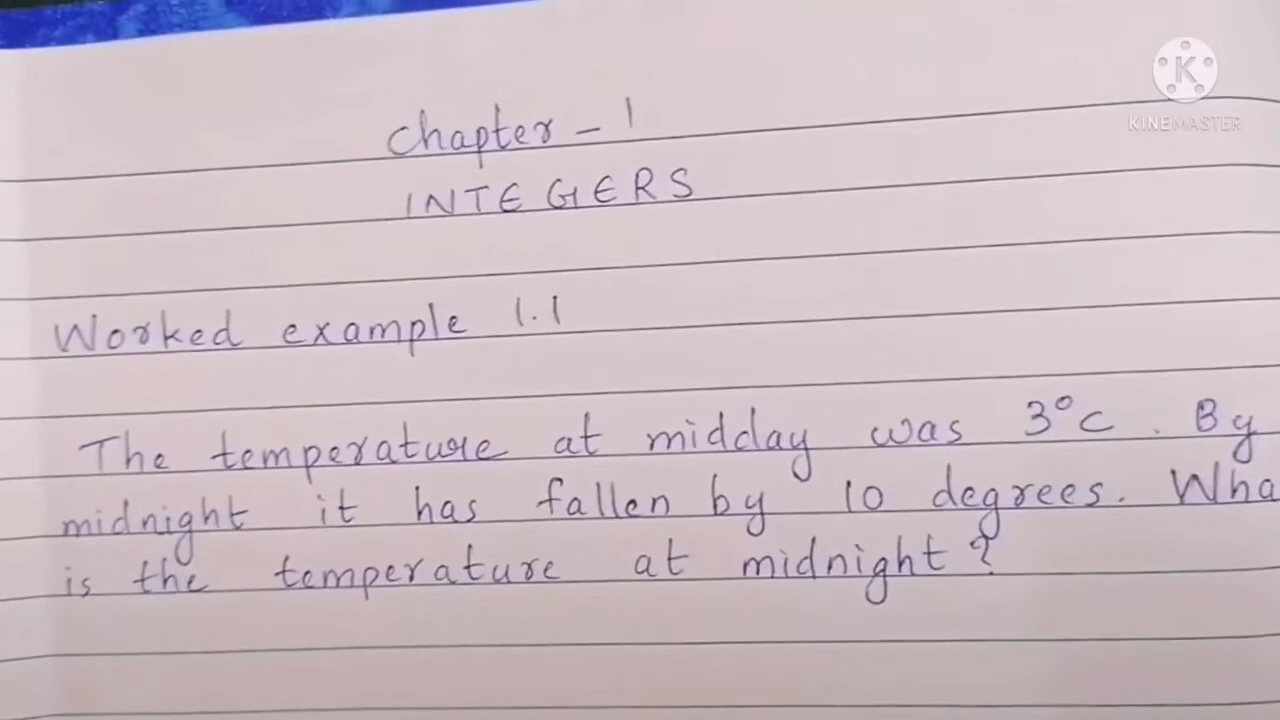 Chapter - 1
INTEGERS
Worked example 1.1
The temperature at midday was 3°C. By
midnight it has fallen by 10 degrees. Wha
is the temperature at midnight?
K
KINEMASTER